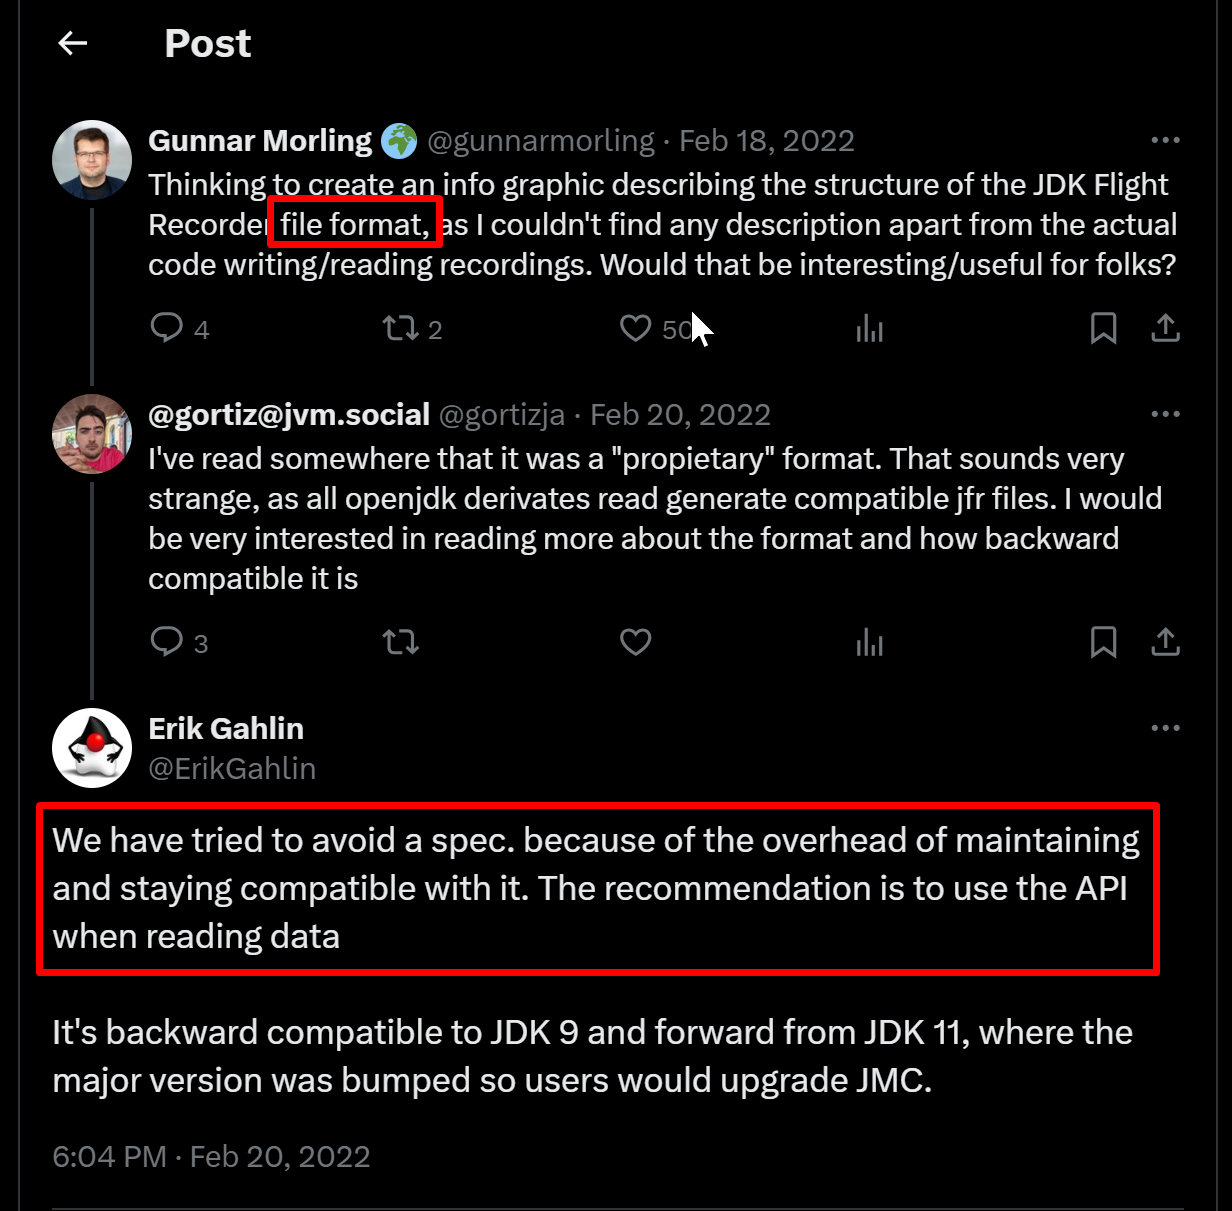 Post
Gunnar Morling @gunnarmorling · Feb 18, 2022
Thinking to create an info graphic describing the structure of the JDK Flight
Recorder file format, as I couldn't find any description apart from the actual
code writing/reading recordings. Would that be interesting/useful for folks?
4 2 50
@gortiz@jvm.social @gortizja · Feb 20, 2022
I've read somewhere that it was a "propietary" format. That sounds very
strange, as all openjdk derivates read generate compatible jfr files. I would
be very interested in reading more about the format and how backward
compatible it is
3
Erik Gahlin
@ErikGahlin
We have tried to avoid a spec. because of the overhead of maintaining
and staying compatible with it. The recommendation is to use the API
when reading data
It's backward compatible to JDK 9 and forward from JDK 11, where the
major version was bumped so users would upgrade JMC.
6:04 PM · Feb 20, 2022